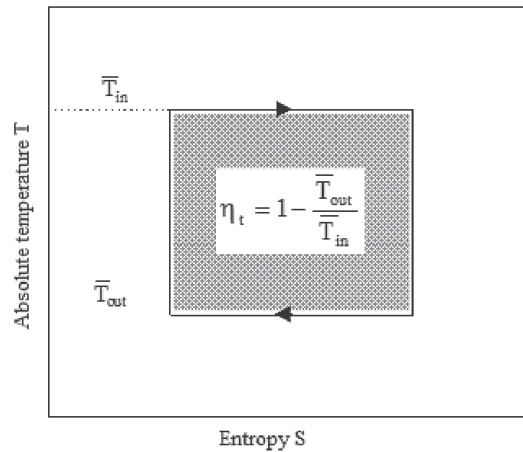 T̅in
Absolute temperature T
ηt = 1 − T̅out / T̅in
T̅out
Entropy S